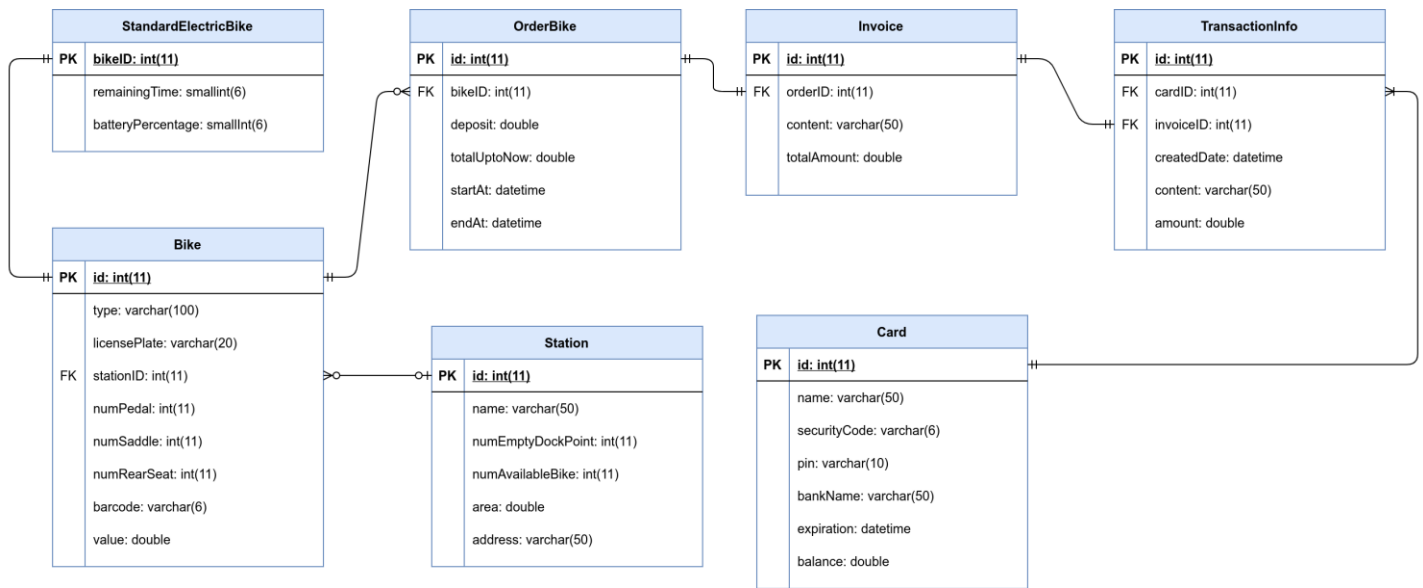 StandardElectricBike
PK bikeID: int(11)
remainingTime: smallint(6)
batteryPercentage: smallInt(6)
OrderBike
PK id: int(11)
FK bikeID: int(11)
deposit: double
totalUptoNow: double
startAt: datetime
endAt: datetime
Invoice
PK id: int(11)
FK orderID: int(11)
content: varchar(50)
totalAmount: double
TransactionInfo
PK id: int(11)
FK cardID: int(11)
FK invoiceID: int(11)
createdDate: datetime
content: varchar(50)
amount: double
Bike
PK id: int(11)
type: varchar(100)
licensePlate: varchar(20)
FK stationID: int(11)
numPedal: int(11)
numSaddle: int(11)
numRearSeat: int(11)
barcode: varchar(6)
value: double
Station
PK id: int(11)
name: varchar(50)
numEmptyDockPoint: int(11)
numAvailableBike: int(11)
area: double
address: varchar(50)
Card
PK id: int(11)
name: varchar(50)
securityCode: varchar(6)
pin: varchar(10)
bankName: varchar(50)
expiration: datetime
balance: double